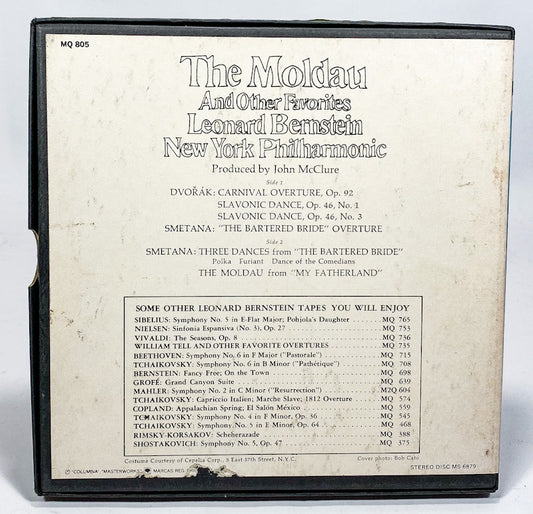 MQ 805
The Moldau
And Other Favorites
Leonard Bernstein
New York Philharmonic
Produced by John McClure
Side 1
DVOŘÁK: CARNIVAL OVERTURE, Op. 92
SLAVONIC DANCE, Op. 46, No. 1
SLAVONIC DANCE, Op. 46, No. 3
SMETANA: "THE BARTERED BRIDE" OVERTURE
Side 2
SMETANA: THREE DANCES from "THE BARTERED BRIDE"
Polka Furiant Dance of the Comedians
THE MOLDAU from "MY FATHERLAND"
SOME OTHER LEONARD BERNSTEIN TAPES YOU WILL ENJOY
SIBELIUS: Symphony No. 5 in E-Flat Major; Pohjola's Daughter .... MQ 765
NIELSEN: Sinfonia Espansiva (No. 3), Op. 27 .... MQ 753
VIVALDI: The Seasons, Op. 8 .... MQ 736
WILLIAM TELL AND OTHER FAVORITE OVERTURES .... MQ 735
BEETHOVEN: Symphony No. 6 in F Major ("Pastorale") .... MQ 715
TCHAIKOVSKY: Symphony No. 6 in B Minor ("Pathétique") .... MQ 708
BERNSTEIN: Fancy Free; On the Town .... MQ 698
GROFÉ: Grand Canyon Suite .... MQ 639
MAHLER: Symphony No. 2 in C Minor ("Resurrection") .... M2Q 604
TCHAIKOVSKY: Capriccio Italien; Marche Slave; 1812 Overture .... MQ 574
COPLAND: Appalachian Spring; El Salón México .... MQ 559
TCHAIKOVSKY: Symphony No. 4 in F Minor, Op. 36 .... MQ 545
TCHAIKOVSKY: Symphony No. 5 in E Minor, Op. 64 .... MQ 468
RIMSKY-KORSAKOV: Scheherazade .... MQ 388
SHOSTAKOVICH: Symphony No. 5, Op. 47 .... MQ 375
Costume Courtesy of Capelia Corp., 3 East 57th Street, N.Y.C. Cover photo: Bob Cato
℗ "COLUMBIA", "MASTERWORKS", MARCAS REG. STEREO DISC MS 6879